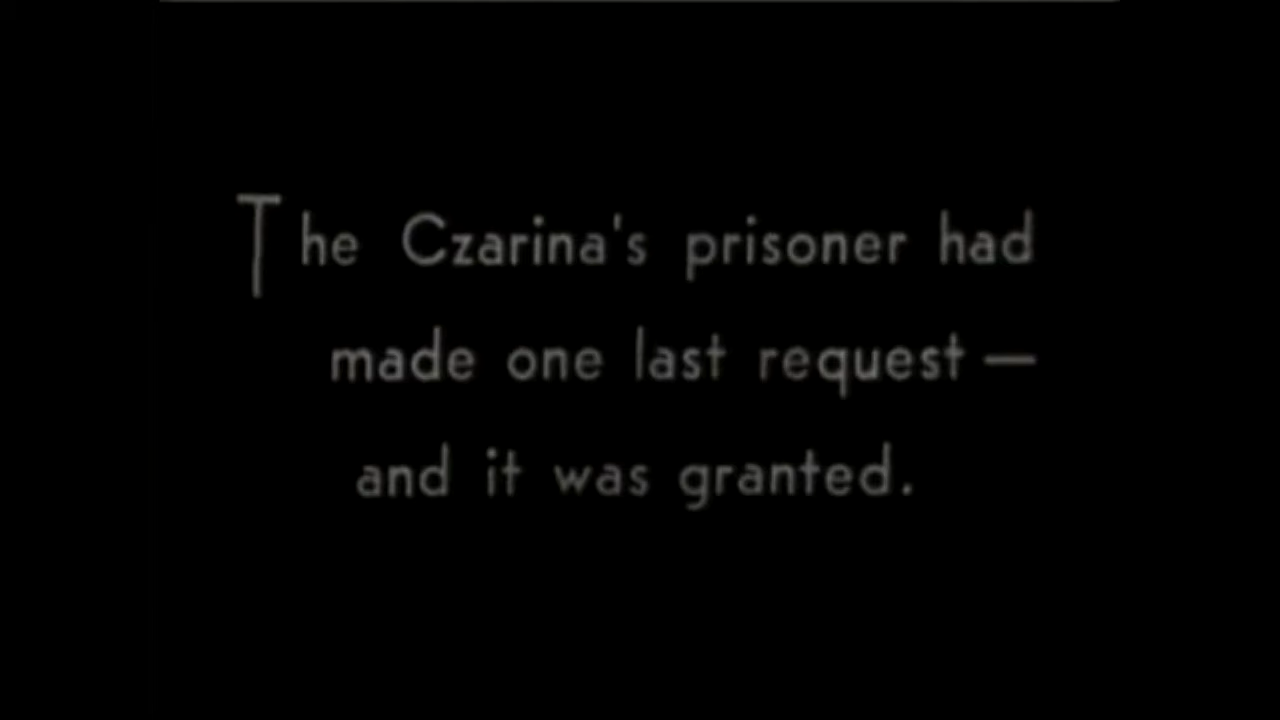 The Czarina's prisoner had
made one last request —
and it was granted.